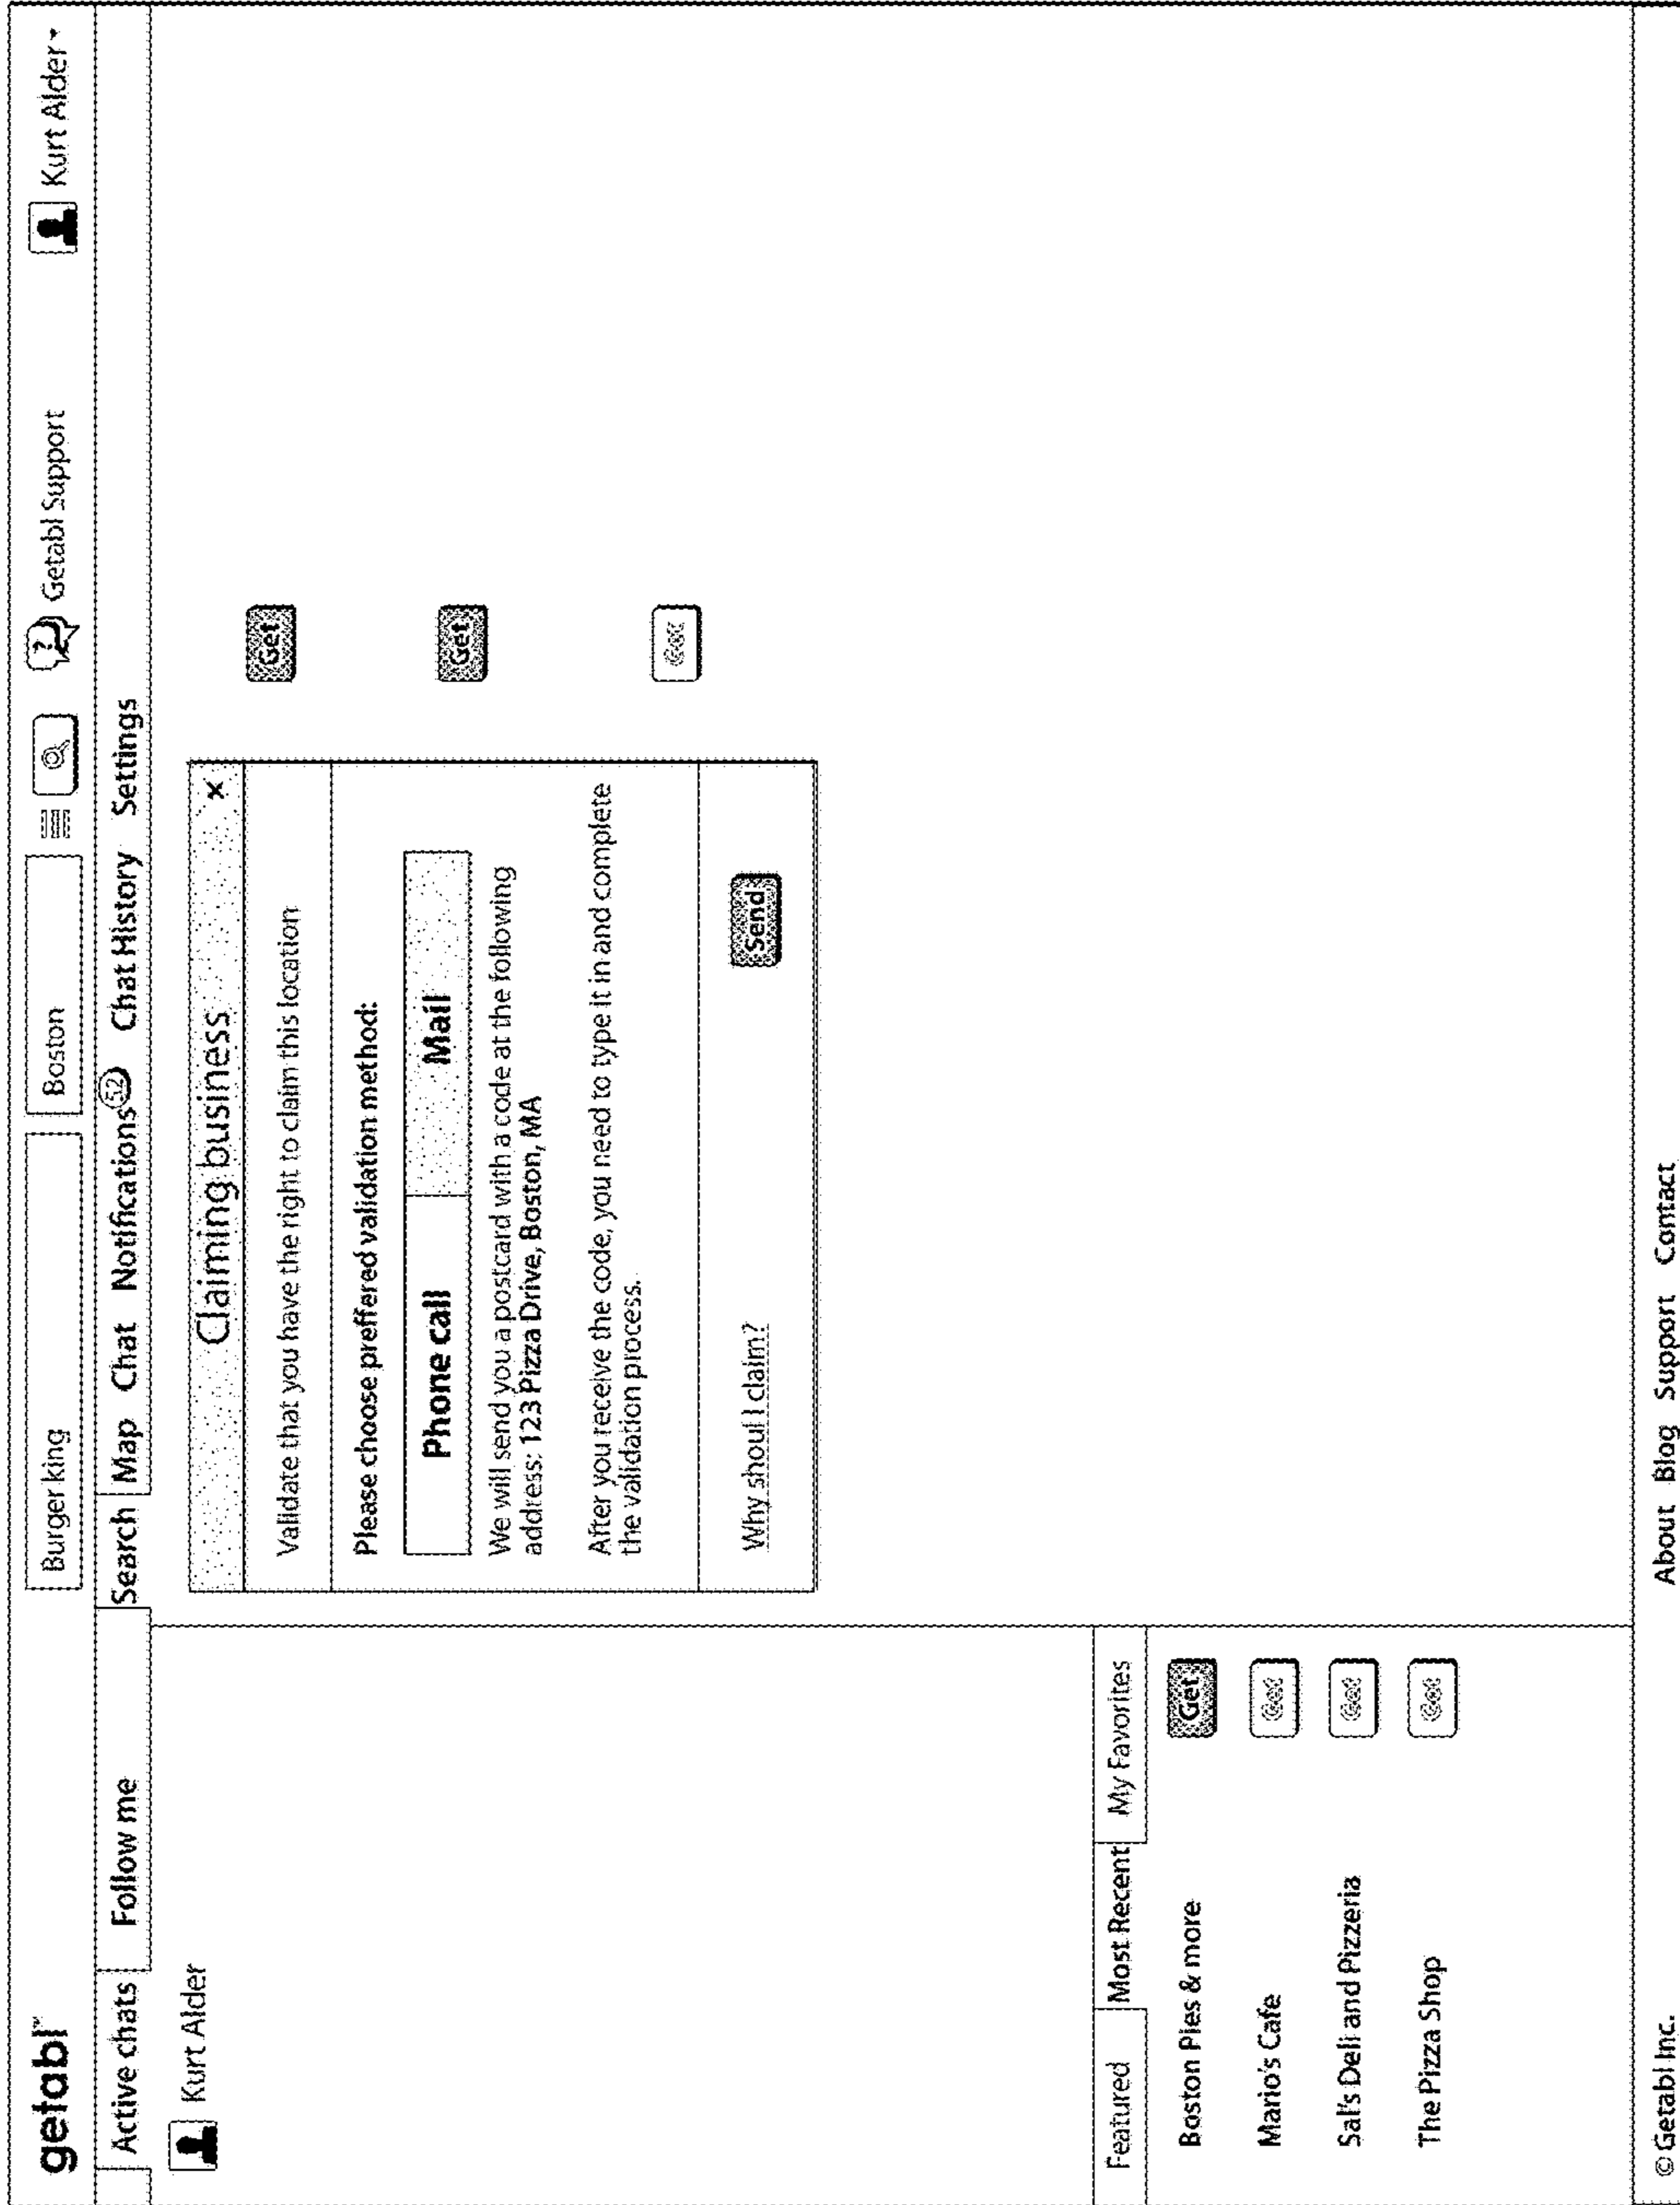 getabl™
Burger king
Boston
Getabl Support
Kurt Alder
Active chats
Follow me
Search
Map
Chat
Notifications 52
Chat History
Settings
Kurt Alder
Claiming business x
Validate that you have the right to claim this location
Please choose preffered validation method:
Phone call
Mail
We will send you a postcard with a code at the following
address: 123 Pizza Drive, Boston, MA
After you receive the code, you need to type it in and complete
the validation process.
Why shoul I claim?
Send
Get
Get
Get
Featured
Most Recent
My Favorites
Boston Pies & more
Get
Mario's Cafe
Get
Sal's Deli and Pizzeria
Get
The Pizza Shop
Get
© Getabl Inc.
About Blog Support Contact